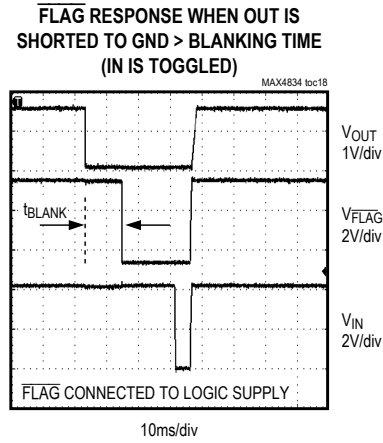 FLAG RESPONSE WHEN OUT IS
SHORTED TO GND > BLANKING TIME
(IN IS TOGGLED)
MAX4834 toc18
T
VOUT
1V/div
tBLANK
VFLAG
2V/div
VIN
2V/div
FLAG CONNECTED TO LOGIC SUPPLY
10ms/div